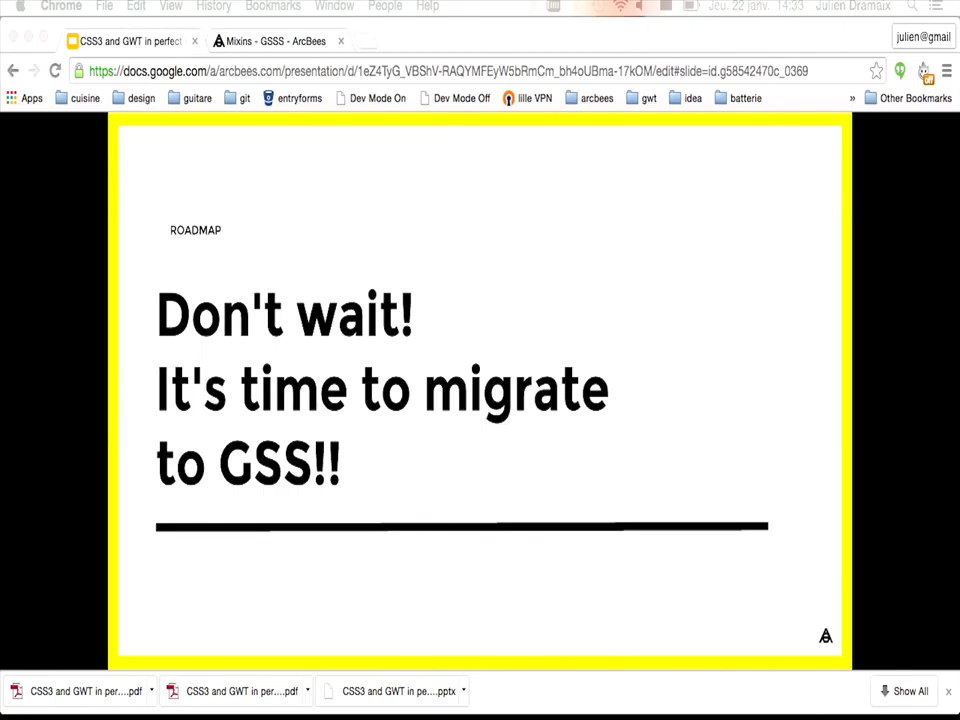 Chrome File Edit View History Bookmarks Window People Help Jeu. 22 janv. 14:33 Julien Dramaix
CSS3 and GWT in perfect × Mixins - GSSS - ArcBees × julien@gmail
https://docs.google.com/a/arcbees.com/presentation/d/1eZ4TyG_VBShV-RAQYMFEyW5bRmCm_bh4oUBma-17kOM/edit#slide=id.g58542470c_0369
Apps cuisine design guitare git entryforms Dev Mode On Dev Mode Off lille VPN arcbees gwt idea batterie » Other Bookmarks
off
ROADMAP
Don't wait!
It's time to migrate
to GSS!!
CSS3 and GWT in per....pdf CSS3 and GWT in per....pdf CSS3 and GWT in pe....pptx Show All ×